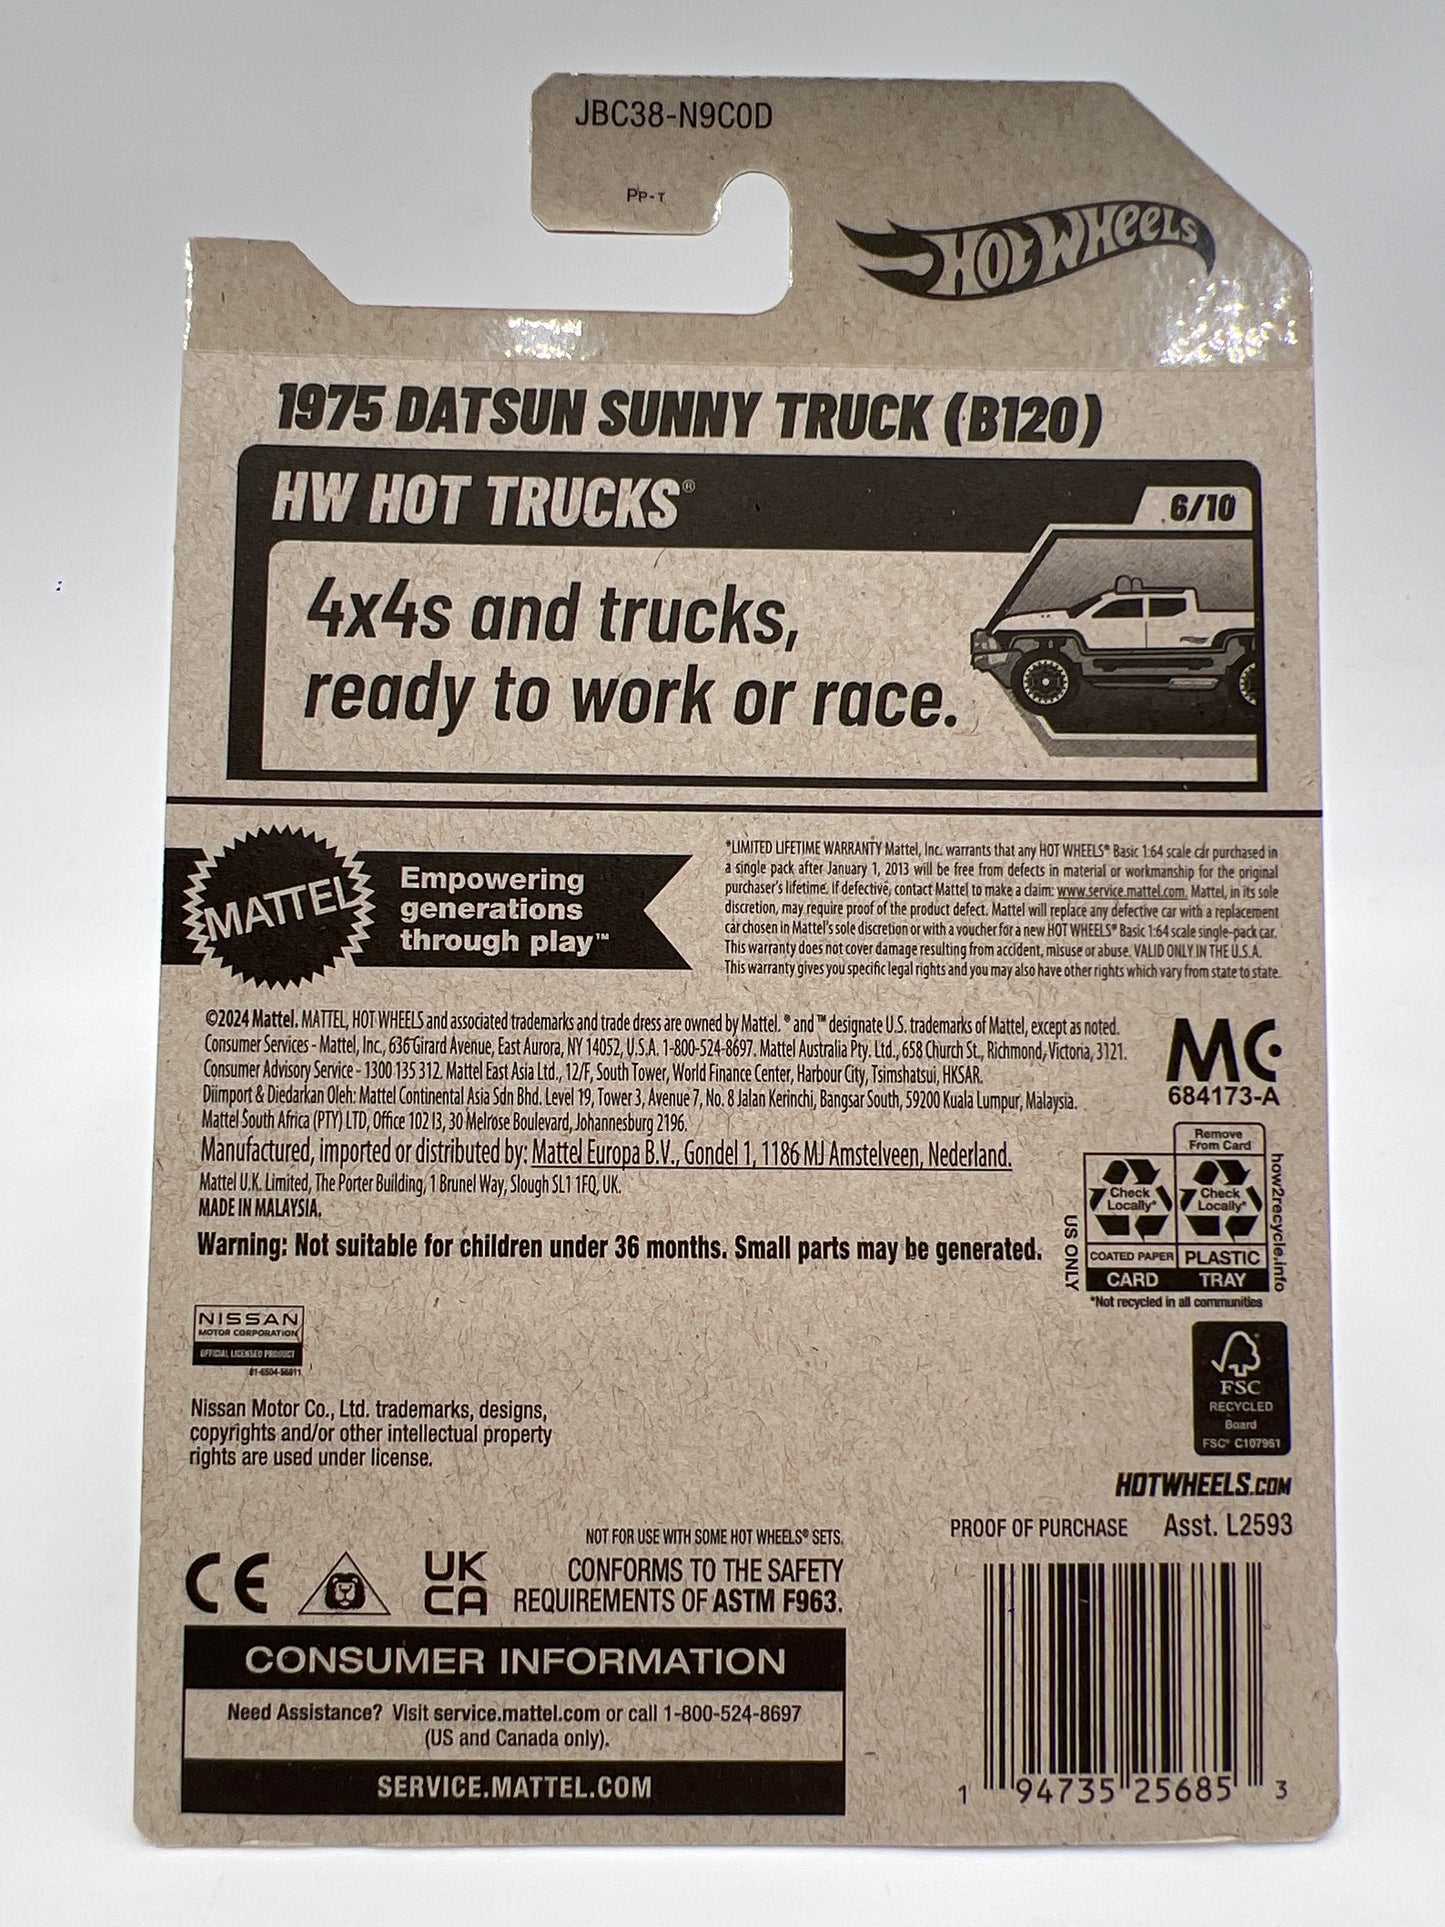 JBC38-N9C0D
PP-T
HOT WHEELS
1975 DATSUN SUNNY TRUCK (B120)
HW HOT TRUCKS®
6/10
4x4s and trucks,
ready to work or race.
MATTEL
Empowering
generations
through play™
*LIMITED LIFETIME WARRANTY Mattel, Inc. warrants that any HOT WHEELS® Basic 1:64 scale car purchased in
a single pack after January 1, 2013 will be free from defects in material or workmanship for the original
purchaser's lifetime. If defective, contact Mattel to make a claim: www.service.mattel.com. Mattel, in its sole
discretion, may require proof of the product defect. Mattel will replace any defective car with a replacement
car chosen in Mattel's sole discretion or with a voucher for a new HOT WHEELS® Basic 1:64 scale single-pack car.
This warranty does not cover damage resulting from accident, misuse or abuse. VALID ONLY IN THE U.S.A.
This warranty gives you specific legal rights and you may also have other rights which vary from state to state.
©2024 Mattel. MATTEL, HOT WHEELS and associated trademarks and trade dress are owned by Mattel. ® and ™ designate U.S. trademarks of Mattel, except as noted.
Consumer Services - Mattel, Inc., 636 Girard Avenue, East Aurora, NY 14052, U.S.A. 1-800-524-8697. Mattel Australia Pty. Ltd., 658 Church St., Richmond, Victoria, 3121.
Consumer Advisory Service - 1300 135 312. Mattel East Asia Ltd., 12/F, South Tower, World Finance Center, Harbour City, Tsimshatsui, HKSAR.
Diimport & Diedarkan Oleh: Mattel Continental Asia Sdn Bhd. Level 19, Tower 3, Avenue 7, No. 8 Jalan Kerinchi, Bangsar South, 59200 Kuala Lumpur, Malaysia.
Mattel South Africa (PTY) LTD, Office 102 I3, 30 Melrose Boulevard, Johannesburg 2196.
Manufactured, imported or distributed by: Mattel Europa B.V., Gondel 1, 1186 MJ Amstelveen, Nederland.
Mattel U.K. Limited, The Porter Building, 1 Brunel Way, Slough SL1 1FQ, UK.
MADE IN MALAYSIA.
Warning: Not suitable for children under 36 months. Small parts may be generated.
MC
684173-A
Remove
From Card
Check
Locally*
Check
Locally*
COATED PAPER
PLASTIC
CARD
TRAY
US ONLY
how2recycle.info
*Not recycled in all communities
NISSAN
MOTOR CORPORATION
OFFICIAL LICENSED PRODUCT
01-6504-56811
Nissan Motor Co., Ltd. trademarks, designs,
copyrights and/or other intellectual property
rights are used under license.
FSC
RECYCLED
Board
FSC® C107961
HOTWHEELS.COM
PROOF OF PURCHASE Asst. L2593
NOT FOR USE WITH SOME HOT WHEELS® SETS.
CE
UK
CA
CONFORMS TO THE SAFETY
REQUIREMENTS OF ASTM F963.
CONSUMER INFORMATION
Need Assistance? Visit service.mattel.com or call 1-800-524-8697
(US and Canada only).
SERVICE.MATTEL.COM
1 94735 25685 3